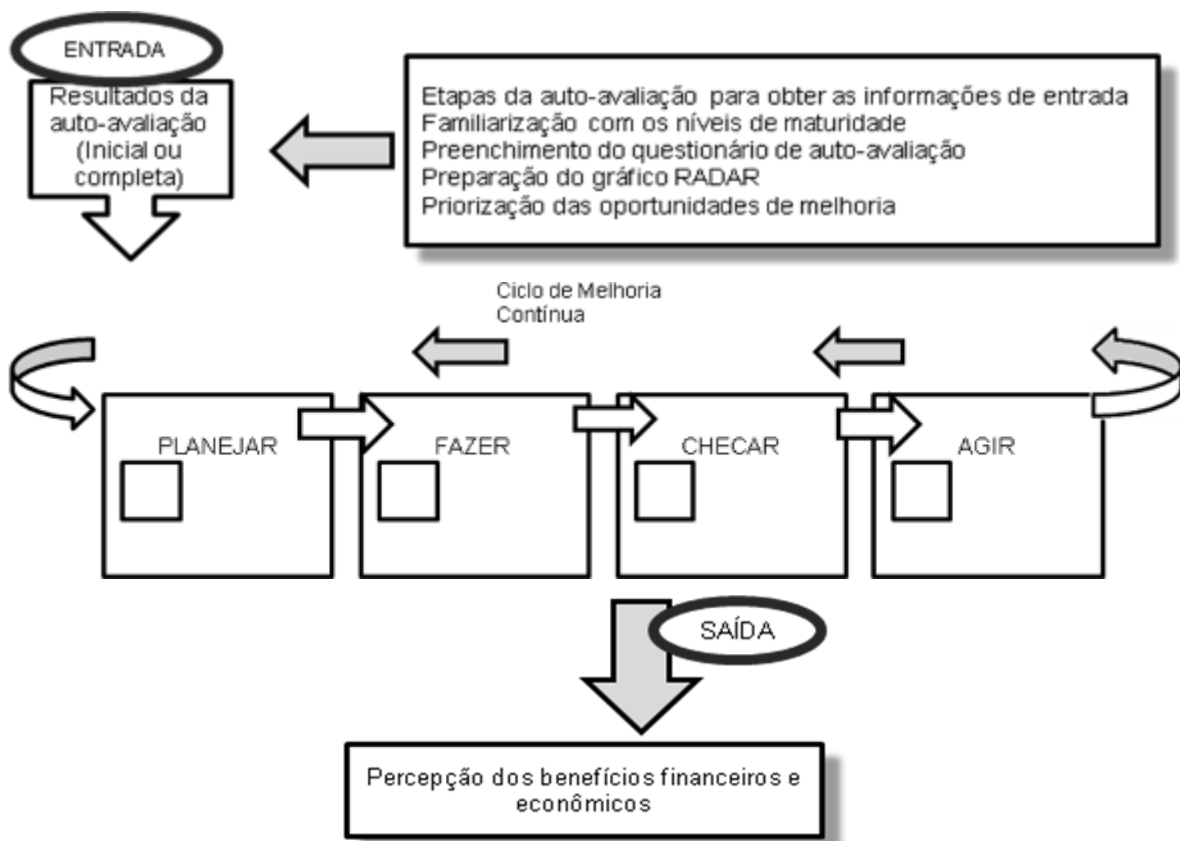 ENTRADA
Resultados da
auto-avaliação
(Inicial ou
completa)
Etapas da auto-avaliação para obter as informações de entrada
Familiarização com os níveis de maturidade
Preenchimento do questionário de auto-avaliação
Preparação do gráfico RADAR
Priorização das oportunidades de melhoria
Ciclo de Melhoria
Contínua
PLANEJAR
FAZER
CHECAR
AGIR
SAÍDA
Percepção dos benefícios financeiros e
econômicos